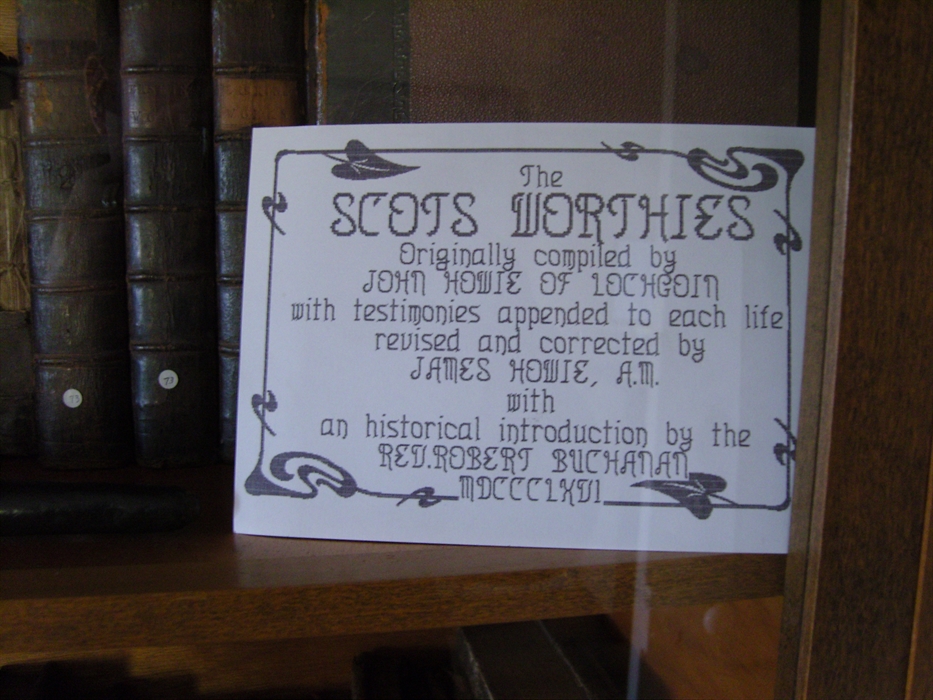 The
SCOTS WORTHIES
Originally compiled by
JOHN HOWIE OF LOCHGOIN
with testimonies appended to each life
revised and corrected by
JAMES HOWIE, A.M.
with
an historical introduction by the
REV.ROBERT BUCHANAN
MDCCCLXVI
73